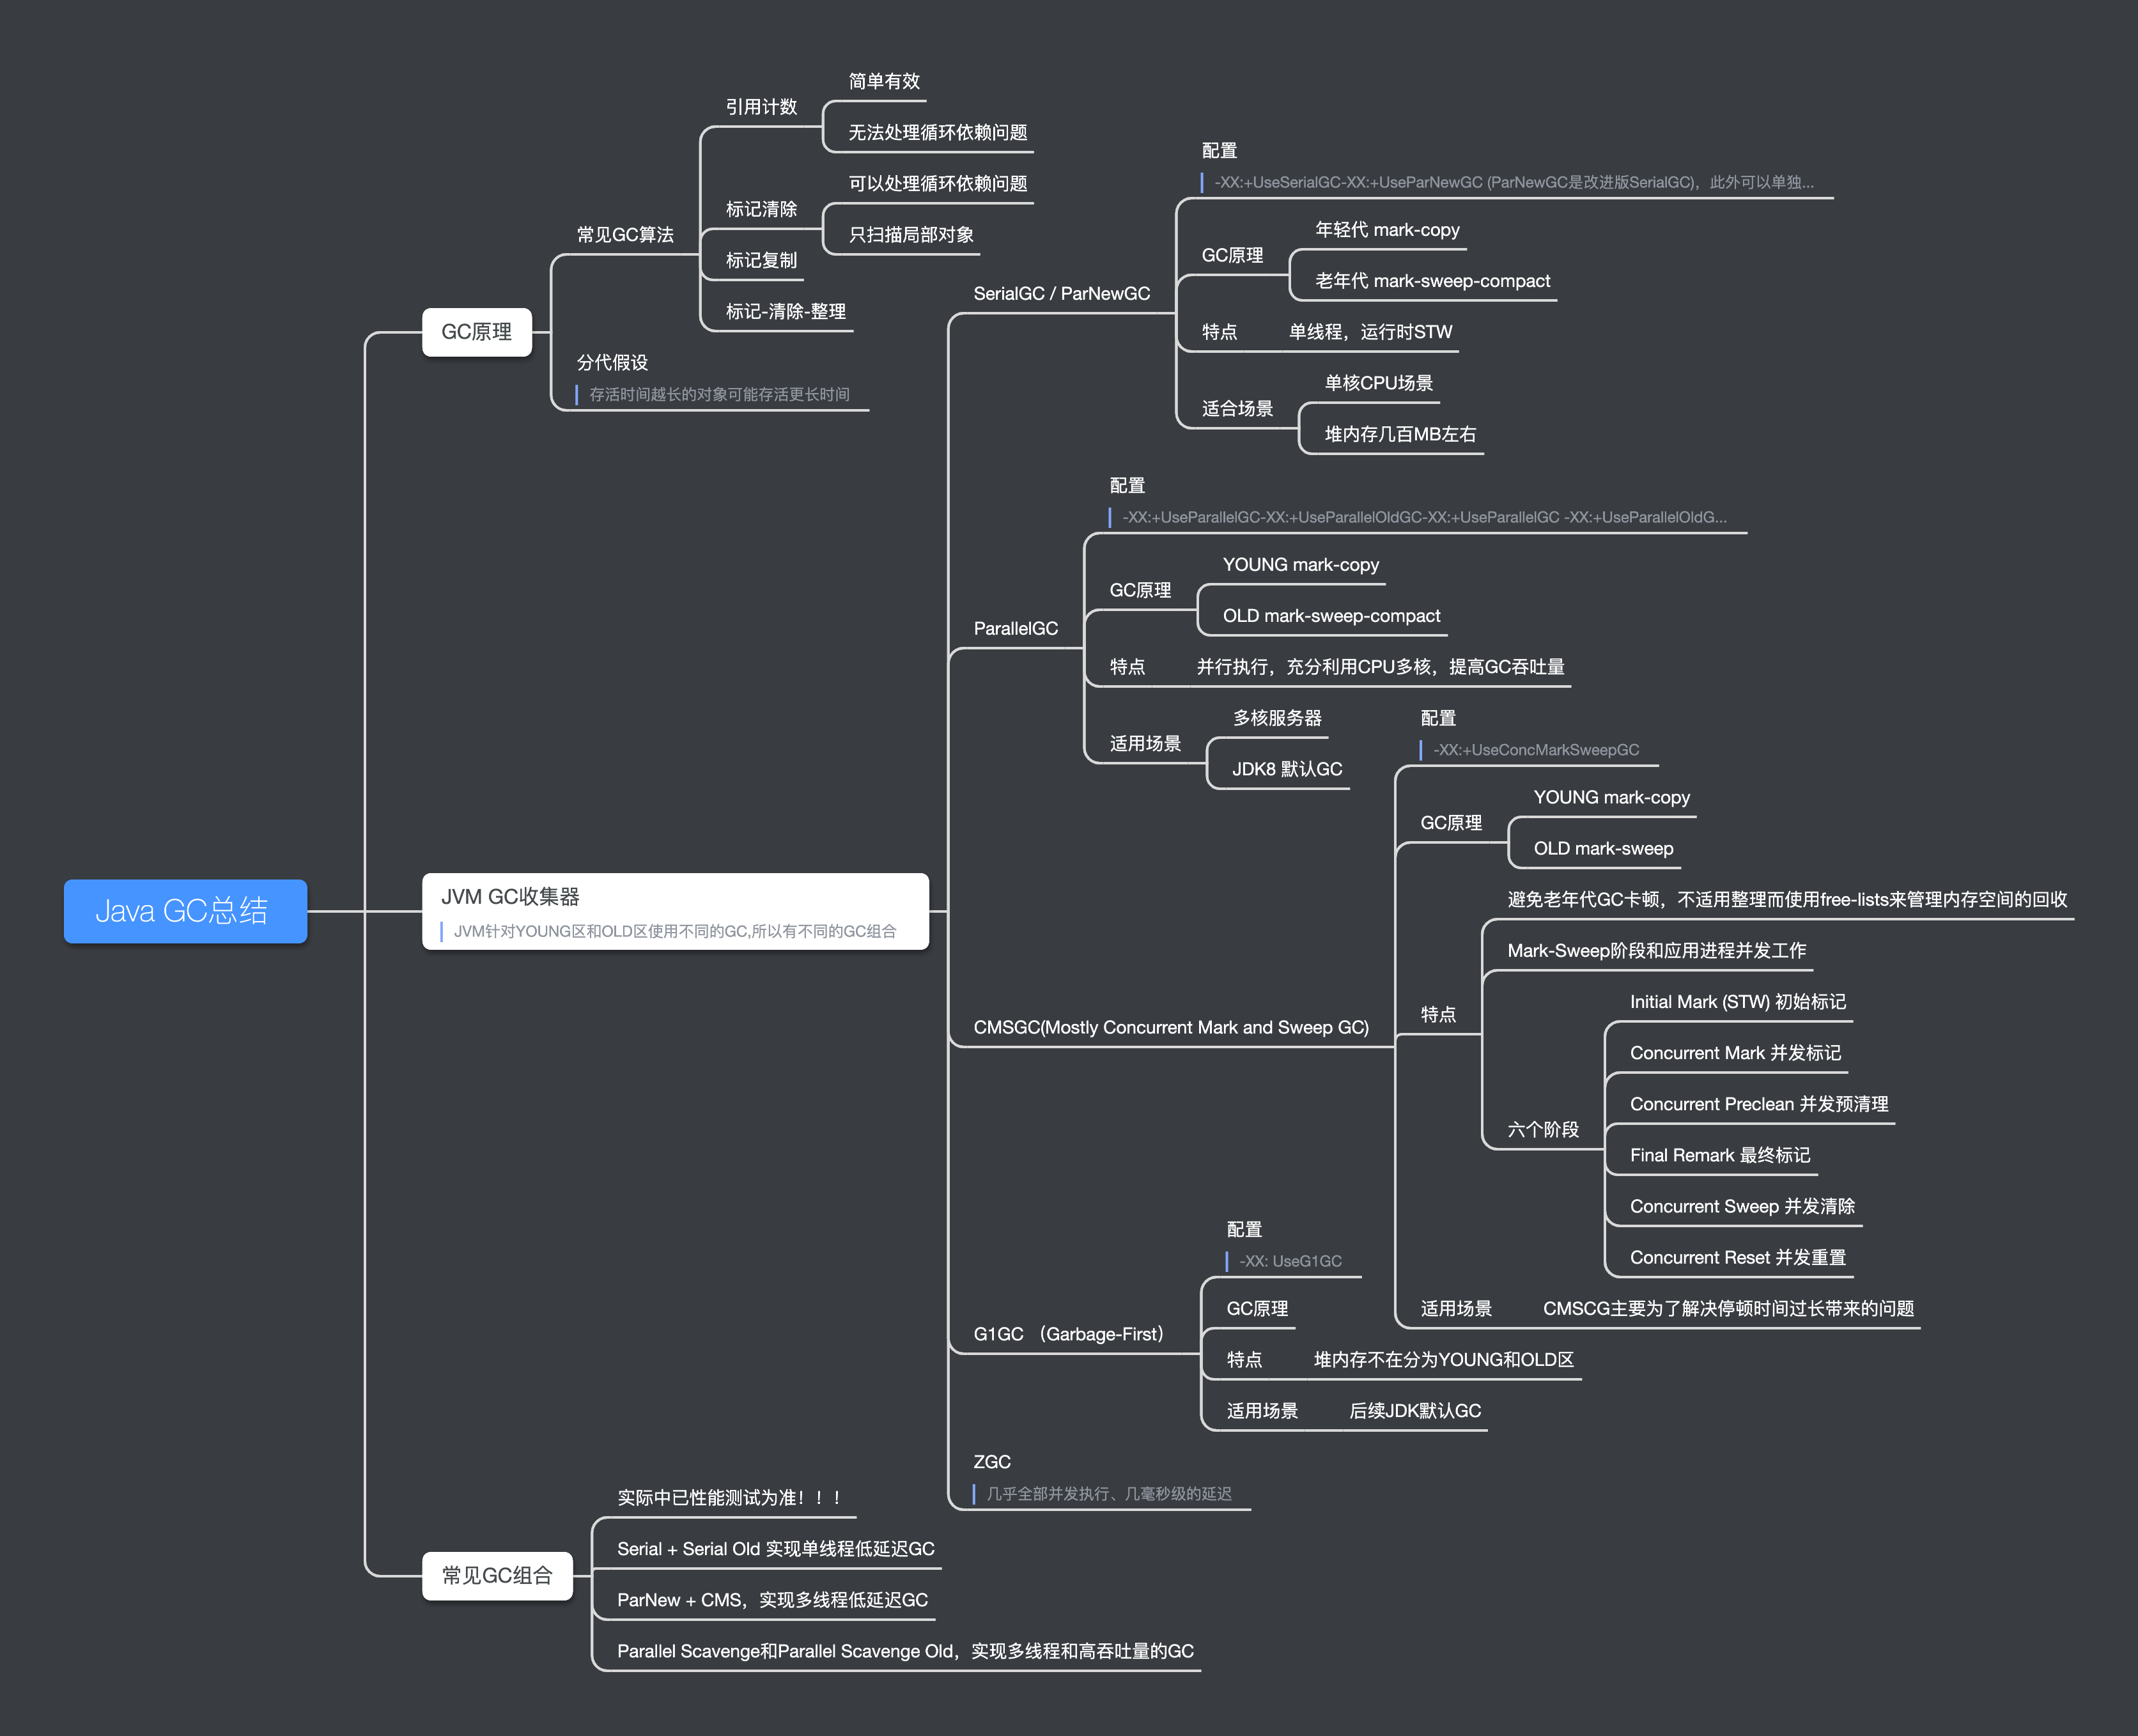 Java GC总结
GC原理
常见GC算法
引用计数
简单有效
无法处理循环依赖问题
标记清除
可以处理循环依赖问题
只扫描局部对象
标记复制
标记-清除-整理
分代假设
存活时间越长的对象可能存活更长时间
JVM GC收集器
JVM针对YOUNG区和OLD区使用不同的GC,所以有不同的GC组合
SerialGC / ParNewGC
配置
-XX:+UseSerialGC-XX:+UseParNewGC (ParNewGC是改进版SerialGC)，此外可以单独...
GC原理
年轻代 mark-copy
老年代 mark-sweep-compact
特点
单线程，运行时STW
适合场景
单核CPU场景
堆内存几百MB左右
ParallelGC
配置
-XX:+UseParallelGC-XX:+UseParallelOldGC-XX:+UseParallelGC -XX:+UseParallelOldG...
GC原理
YOUNG mark-copy
OLD mark-sweep-compact
特点
并行执行，充分利用CPU多核，提高GC吞吐量
适用场景
多核服务器
JDK8 默认GC
CMSGC(Mostly Concurrent Mark and Sweep GC)
配置
-XX:+UseConcMarkSweepGC
GC原理
YOUNG mark-copy
OLD mark-sweep
特点
避免老年代GC卡顿，不适用整理而使用free-lists来管理内存空间的回收
Mark-Sweep阶段和应用进程并发工作
六个阶段
Initial Mark (STW) 初始标记
Concurrent Mark 并发标记
Concurrent Preclean 并发预清理
Final Remark 最终标记
Concurrent Sweep 并发清除
Concurrent Reset 并发重置
适用场景
CMSCG主要为了解决停顿时间过长带来的问题
G1GC （Garbage-First）
配置
-XX: UseG1GC
GC原理
特点
堆内存不在分为YOUNG和OLD区
适用场景
后续JDK默认GC
ZGC
几乎全部并发执行、几毫秒级的延迟
常见GC组合
实际中已性能测试为准！！！
Serial + Serial Old 实现单线程低延迟GC
ParNew + CMS，实现多线程低延迟GC
Parallel Scavenge和Parallel Scavenge Old，实现多线程和高吞吐量的GC